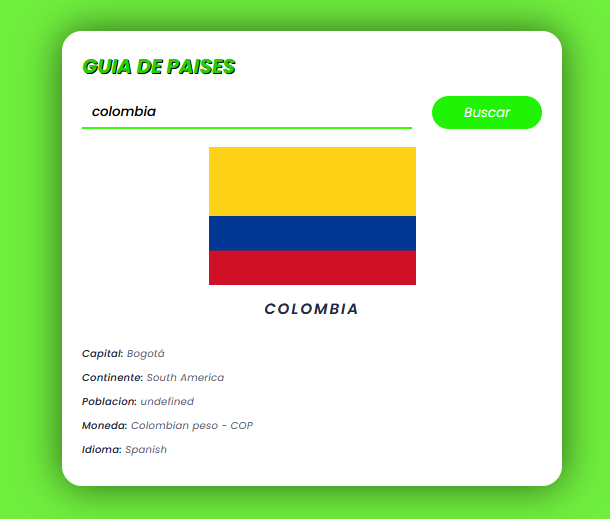 GUIA DE PAISES
colombia
Buscar
COLOMBIA
Capital: Bogotá
Continente: South America
Poblacion: undefined
Moneda: Colombian peso - COP
Idioma: Spanish